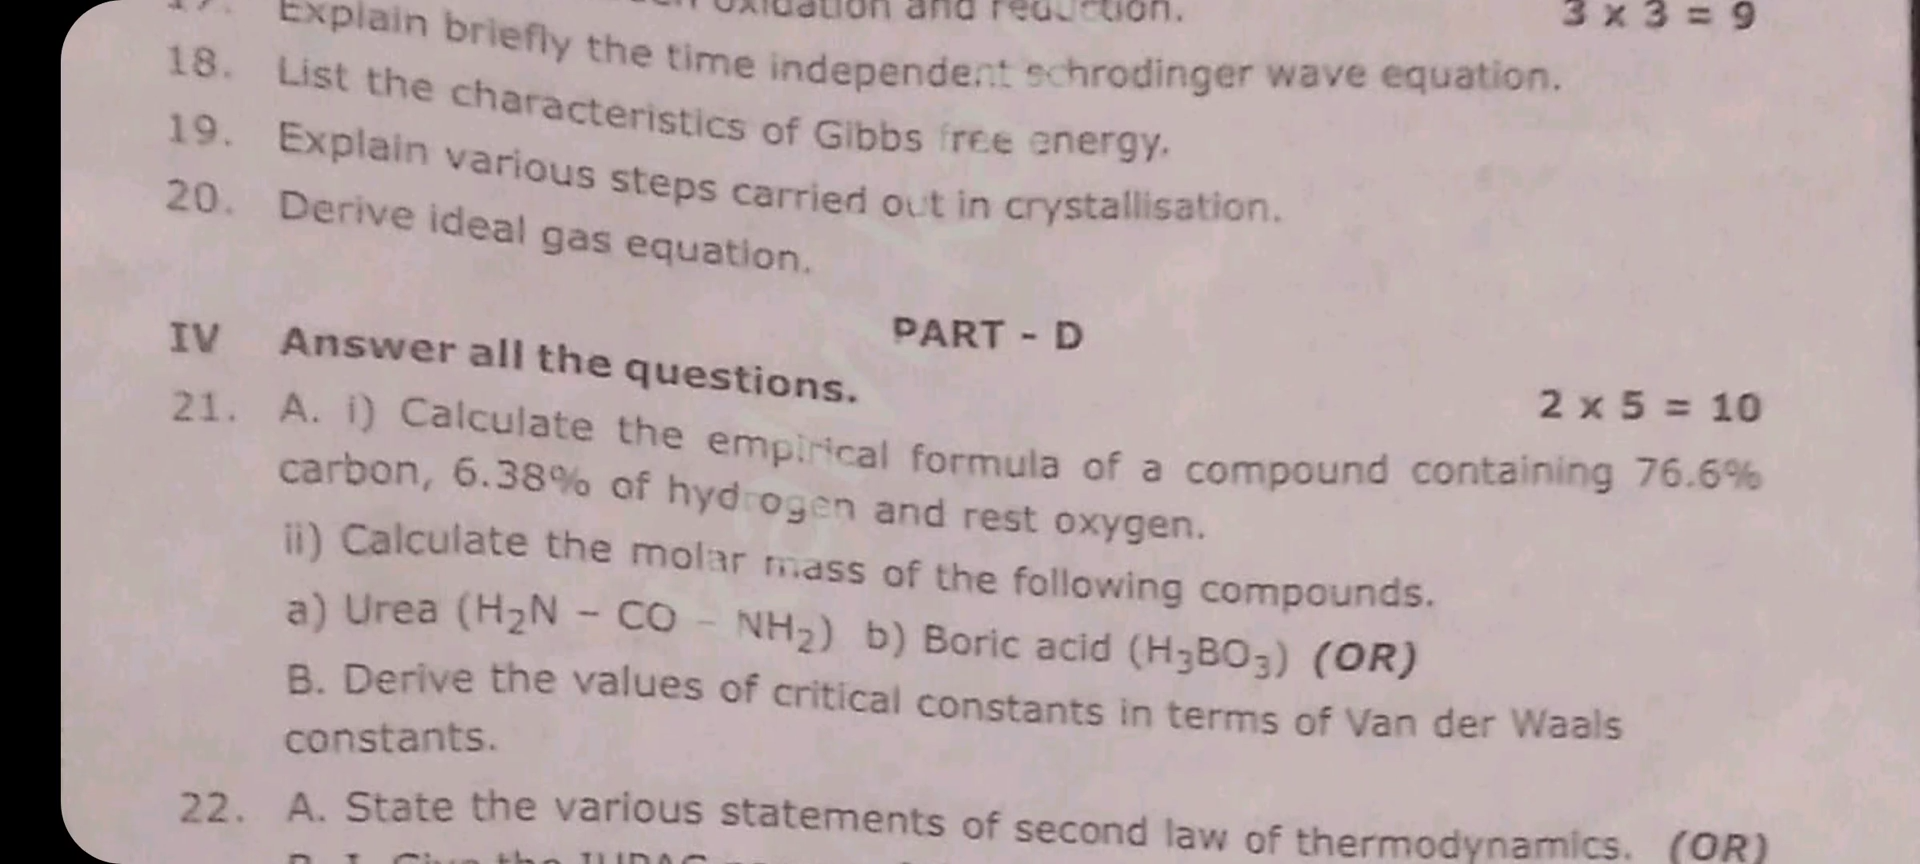 oxidation and reduction.
3 x 3 = 9
17. Explain briefly the time independent schrodinger wave equation.
18. List the characteristics of Gibbs free energy.
19. Explain various steps carried out in crystallisation.
20. Derive ideal gas equation.
PART - D
IV Answer all the questions.
2 x 5 = 10
21. A. i) Calculate the empirical formula of a compound containing 76.6%
carbon, 6.38% of hydrogen and rest oxygen.
ii) Calculate the molar mass of the following compounds.
a) Urea (H₂N – CO – NH₂) b) Boric acid (H₃BO₃) (OR)
B. Derive the values of critical constants in terms of Van der Waals
constants.
22. A. State the various statements of second law of thermodynamics. (OR)